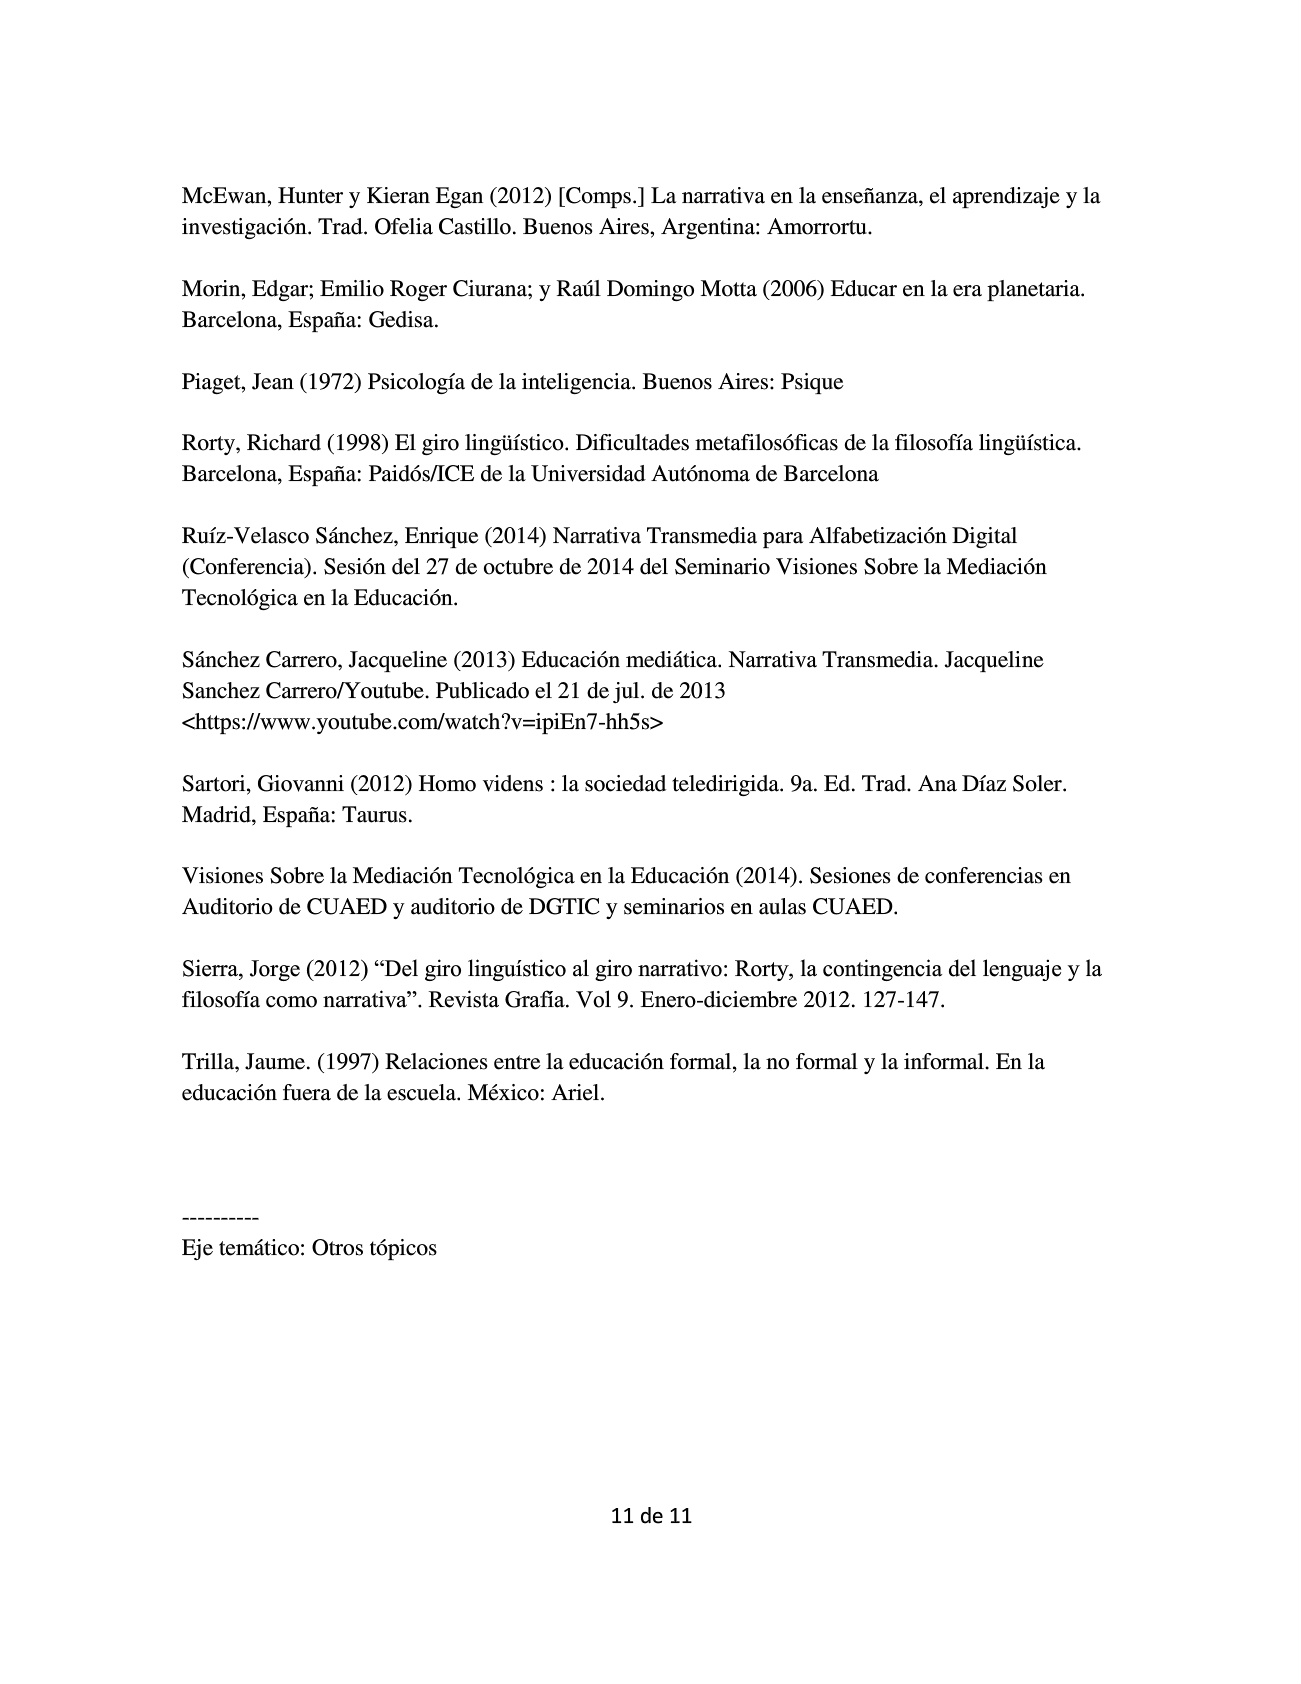 McEwan, Hunter y Kieran Egan (2012) [Comps.] La narrativa en la enseñanza, el aprendizaje y la
investigación. Trad. Ofelia Castillo. Buenos Aires, Argentina: Amorrortu.
Morin, Edgar; Emilio Roger Ciurana; y Raúl Domingo Motta (2006) Educar en la era planetaria.
Barcelona, España: Gedisa.
Piaget, Jean (1972) Psicología de la inteligencia. Buenos Aires: Psique
Rorty, Richard (1998) El giro lingüístico. Dificultades metafilosóficas de la filosofía lingüística.
Barcelona, España: Paidós/ICE de la Universidad Autónoma de Barcelona
Ruíz-Velasco Sánchez, Enrique (2014) Narrativa Transmedia para Alfabetización Digital
(Conferencia). Sesión del 27 de octubre de 2014 del Seminario Visiones Sobre la Mediación
Tecnológica en la Educación.
Sánchez Carrero, Jacqueline (2013) Educación mediática. Narrativa Transmedia. Jacqueline
Sanchez Carrero/Youtube. Publicado el 21 de jul. de 2013
<https://www.youtube.com/watch?v=ipiEn7-hh5s>
Sartori, Giovanni (2012) Homo videns : la sociedad teledirigida. 9a. Ed. Trad. Ana Díaz Soler.
Madrid, España: Taurus.
Visiones Sobre la Mediación Tecnológica en la Educación (2014). Sesiones de conferencias en
Auditorio de CUAED y auditorio de DGTIC y seminarios en aulas CUAED.
Sierra, Jorge (2012) “Del giro linguístico al giro narrativo: Rorty, la contingencia del lenguaje y la
filosofía como narrativa”. Revista Grafía. Vol 9. Enero-diciembre 2012. 127-147.
Trilla, Jaume. (1997) Relaciones entre la educación formal, la no formal y la informal. En la
educación fuera de la escuela. México: Ariel.
----------
Eje temático: Otros tópicos
11 de 11